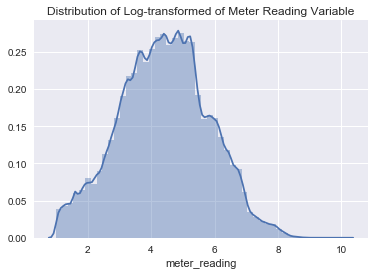 Distribution of Log-transformed of Meter Reading Variable
0.25
0.20
0.15
0.10
0.05
0.00
2 4 6 8 10
meter_reading